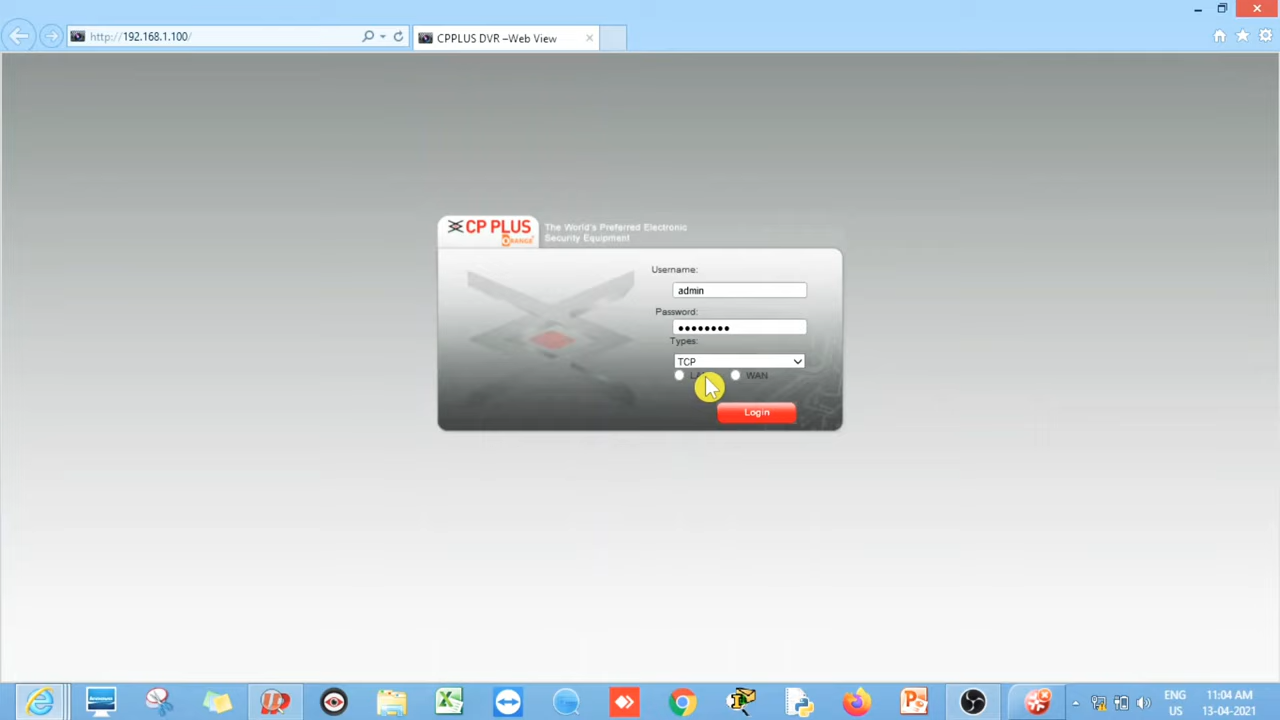 http://192.168.1.100/
CPPLUS DVR –Web View
CP PLUS
ORANGE
The World's Preferred Electronic
Security Equipment
Username:
admin
Password:
Types:
TCP
WAN
Login
ENG
US
11:04 AM
13-04-2021